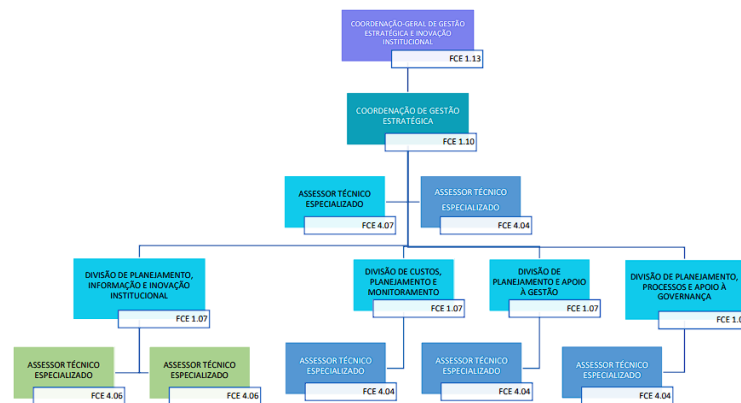 COORDENAÇÃO-GERAL DE GESTÃO
ESTRATÉGICA E INOVAÇÃO
INSTITUCIONAL
FCE 1.13
COORDENAÇÃO DE GESTÃO
ESTRATÉGICA
FCE 1.10
ASSESSOR TÉCNICO
ESPECIALIZADO
FCE 4.07
ASSESSOR TÉCNICO
ESPECIALIZADO
FCE 4.04
DIVISÃO DE PLANEJAMENTO,
INFORMAÇÃO E INOVAÇÃO
INSTITUCIONAL
FCE 1.07
DIVISÃO DE CUSTOS,
PLANEJAMENTO E
MONITORAMENTO
FCE 1.07
DIVISÃO DE
PLANEJAMENTO E APOIO
À GESTÃO
FCE 1.07
DIVISÃO DE PLANEJAMENTO,
PROCESSOS E APOIO À
GOVERNANÇA
FCE
ASSESSOR TÉCNICO
ESPECIALIZADO
FCE 4.06
ASSESSOR TÉCNICO
ESPECIALIZADO
FCE 4.06
ASSESSOR TÉCNICO
ESPECIALIZADO
FCE 4.04
ASSESSOR TÉCNICO
ESPECIALIZADO
FCE 4.04
ASSESSOR TÉCNICO
ESPECIALIZADO
FCE 4.04